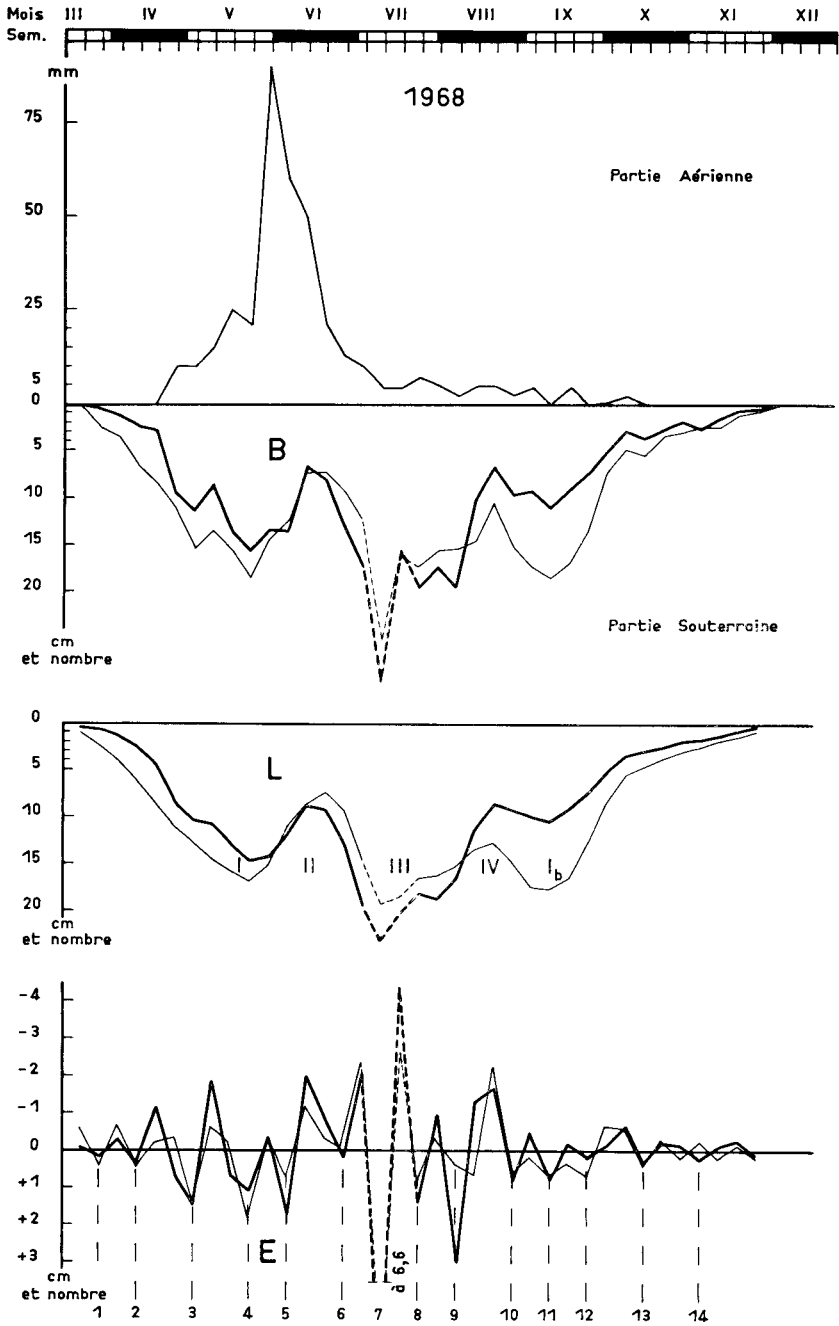 Mois III IV V VI VII VIII IX X XI XII
Sem.
mm
1968
75
Partie Aérienne
50
25
5
0
B
5
10
15
20
Partie Souterraine
cm
et nombre
0
L
5
10
15
I II III IV Ib
20
cm
et nombre
-4
-3
-2
-1
0
+1
+2
E
+3
à 6,6
cm
et nombre
1 2 3 4 5 6 7 8 9 10 11 12 13 14